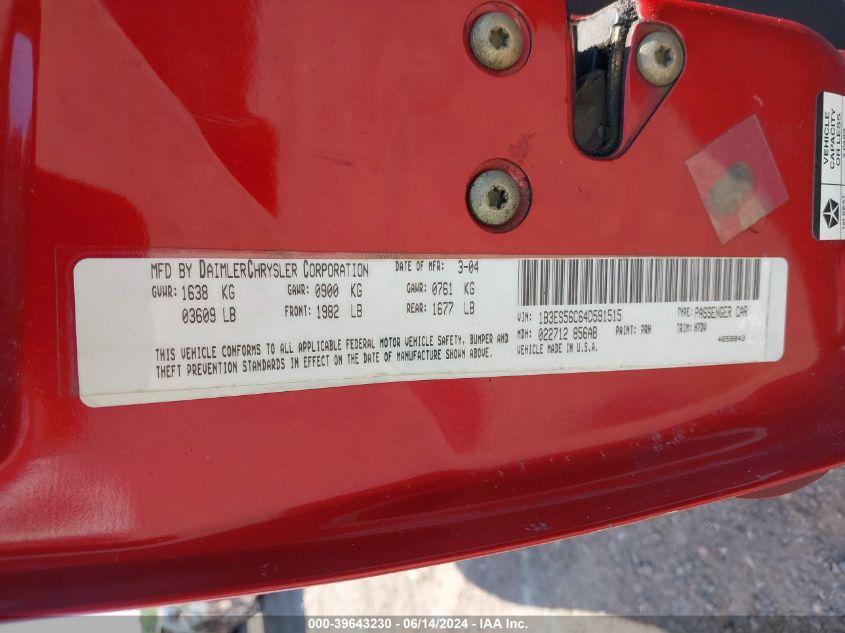 VEHICLE
CAPACITY
OR LESS
MFD BY DAIMLERCHRYSLER CORPORATION DATE OF MFR: 3-04
GVWR: 1638 KG GAWR: 0900 KG GAWR: 0761 KG
03609 LB FRONT: 1982 LB REAR: 1677 LB
THIS VEHICLE CONFORMS TO ALL APPLICABLE FEDERAL MOTOR VEHICLE SAFETY, BUMPER AND
THEFT PREVENTION STANDARDS IN EFFECT ON THE DATE OF MANUFACTURE SHOWN ABOVE.
VIN: 1B3ES56C64D591515 TYPE: PASSENGER CAR
MDH: 022712 856AB PAINT: PRH TRIM: H7DV
VEHICLE MADE IN U.S.A. 4658843
000-39643230 - 06/14/2024 - IAA Inc.